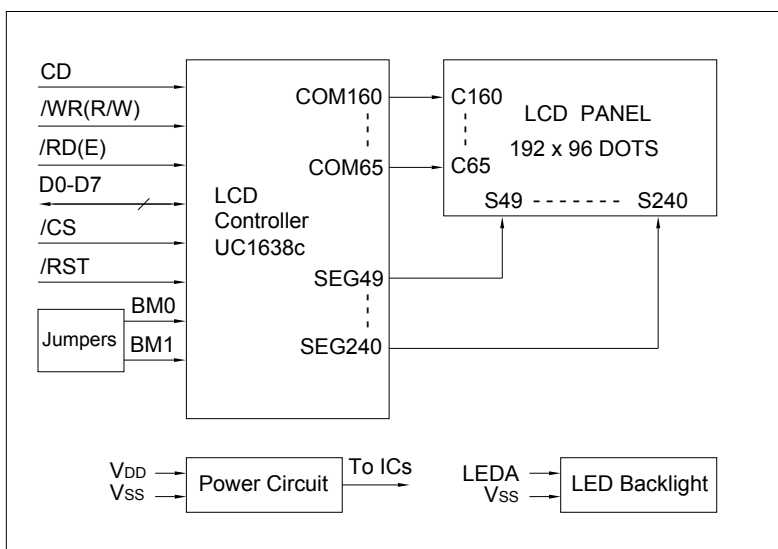 CD
/WR(R/W)
/RD(E)
D0-D7
/CS
/RST
BM0
BM1
Jumpers
LCD
Controller
UC1638c
COM160
COM65
SEG49
SEG240
C160
C65
LCD PANEL
192 x 96 DOTS
S49 S240
VDD
VSS
Power Circuit
To ICs
LEDA
VSS
LED Backlight